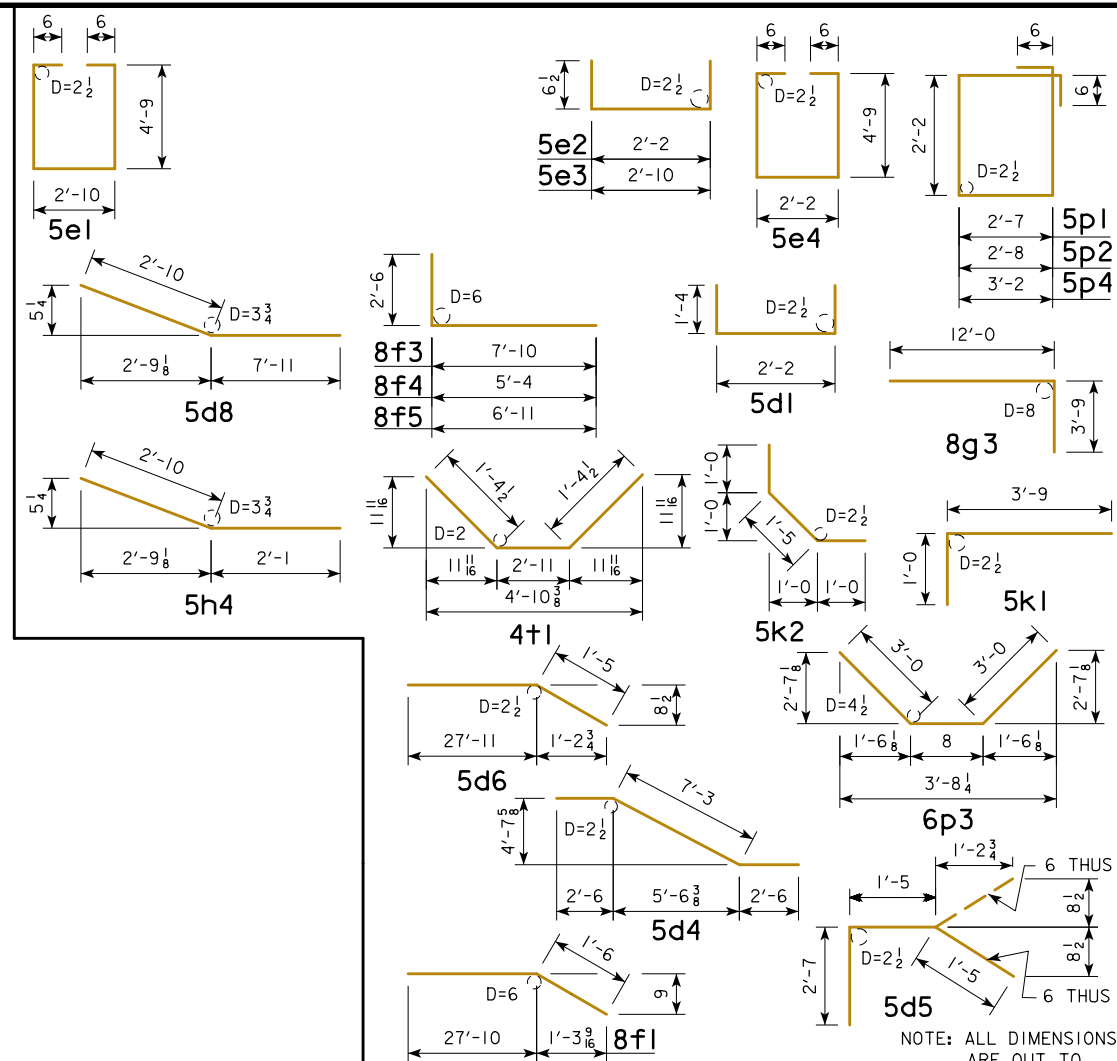 6 6
D=2 1/2
4'-9
2'-10
5e1
6 1/2
D=2 1/2
5e2 2'-2
5e3 2'-10
6 6
D=2 1/2
4'-9
2'-2
5e4
6
6
2'-2
D=2 1/2
2'-7 5p1
2'-8 5p2
3'-2 5p4
2'-10
5 1/4
D=3 3/4
2'-9 1/8 7'-11
5d8
2'-6
D=6
8f3 7'-10
8f4 5'-4
8f5 6'-11
1'-4
D=2 1/2
2'-2
5d1
12'-0
D=8
3'-9
8g3
2'-10
5 1/4
D=3 3/4
2'-9 1/8 2'-1
5h4
1'-4 1/2 1'-4 1/2
11 11/16 11 11/16
D=2
11 11/16 2'-11 11 11/16
4'-10 3/8
4t1
1'-0
1'-0
1'-5
D=2 1/2
1'-0 1'-0
5k2
3'-9
1'-0
D=2 1/2
5k1
1'-5
D=2 1/2
8 1/2
27'-11 1'-2 3/4
5d6
3'-0 3'-0
2'-7 1/8 2'-7 1/8
D=4 1/2
1'-6 1/8 8 1'-6 1/8
3'-8 1/4
6p3
7'-3
4'-7 5/8
D=2 1/2
2'-6 5'-6 3/8 2'-6
5d4
1'-2 3/4
6 THUS
1'-5
8 1/2
8 1/2
D=2 1/2
2'-7
1'-5
6 THUS
5d5
1'-6
D=6
9
27'-10 1'-3 9/16 8f1
NOTE: ALL DIMENSIONS
ARE OUT TO